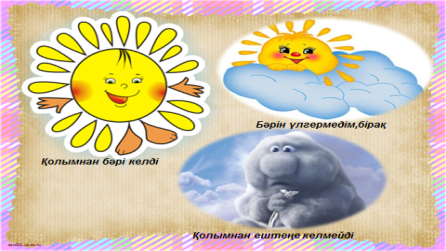 Қолымнан бәрі келді
Бәрін үлгермедім,бірақ
Қолымнан ештеңе келмейді